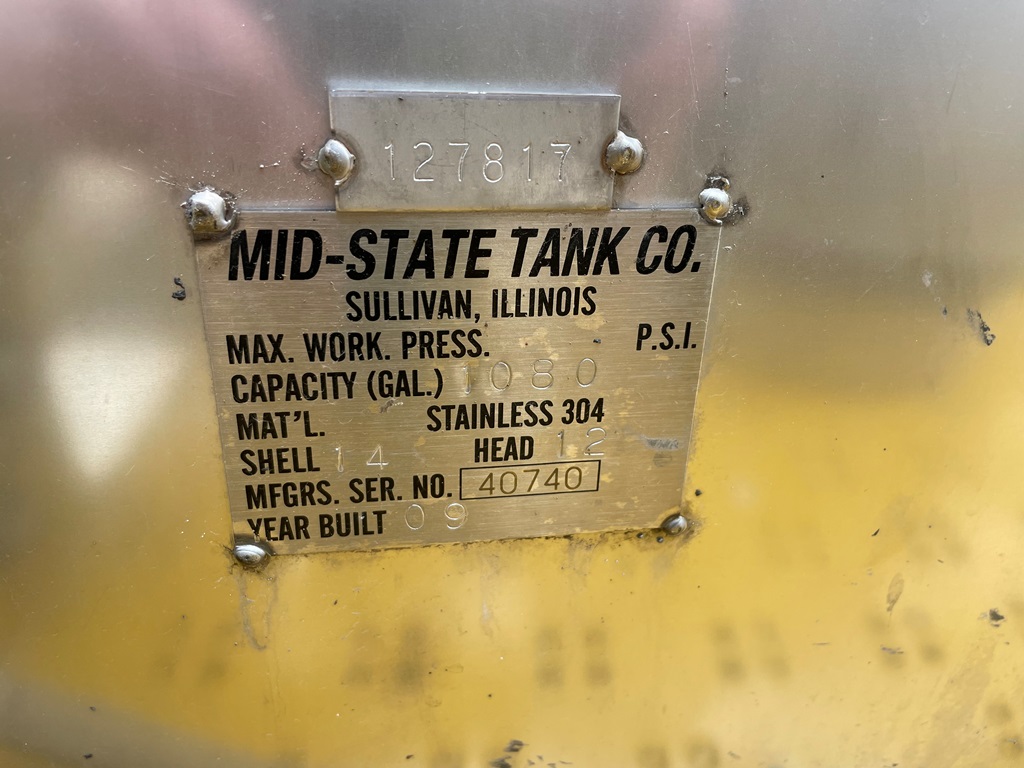 127817
MID-STATE TANK CO.
SULLIVAN, ILLINOIS
MAX. WORK. PRESS. P.S.I.
CAPACITY (GAL.) 1080
MAT'L. STAINLESS 304
SHELL 14 HEAD 12
MFGRS. SER. NO. 40740
YEAR BUILT 09